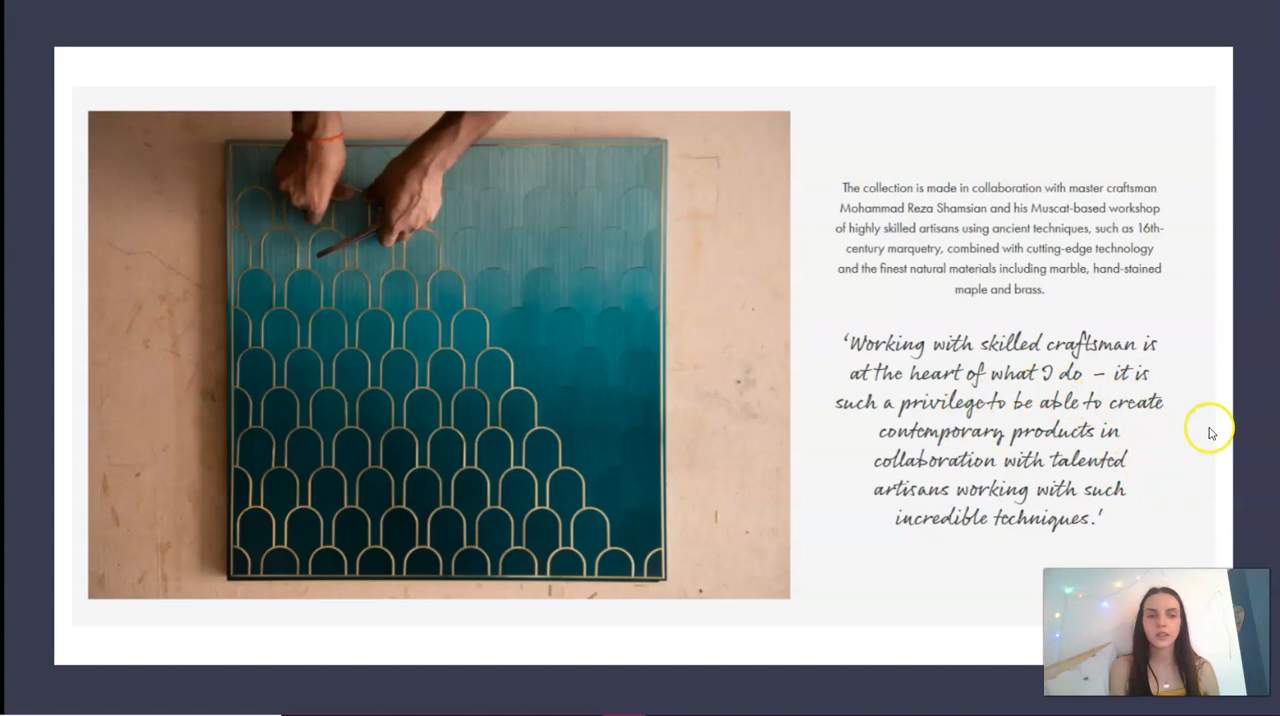 The collection is made in collaboration with master craftsman
Mohammad Reza Shamsian and his Muscat-based workshop
of highly skilled artisans using ancient techniques, such as 16th-
century marquetry, combined with cutting-edge technology
and the finest natural materials including marble, hand-stained
maple and brass.
'Working with skilled craftsman is
at the heart of what I do – it is
such a privilege to be able to create
contemporary products in
collaboration with talented
artisans working with such
incredible techniques.'